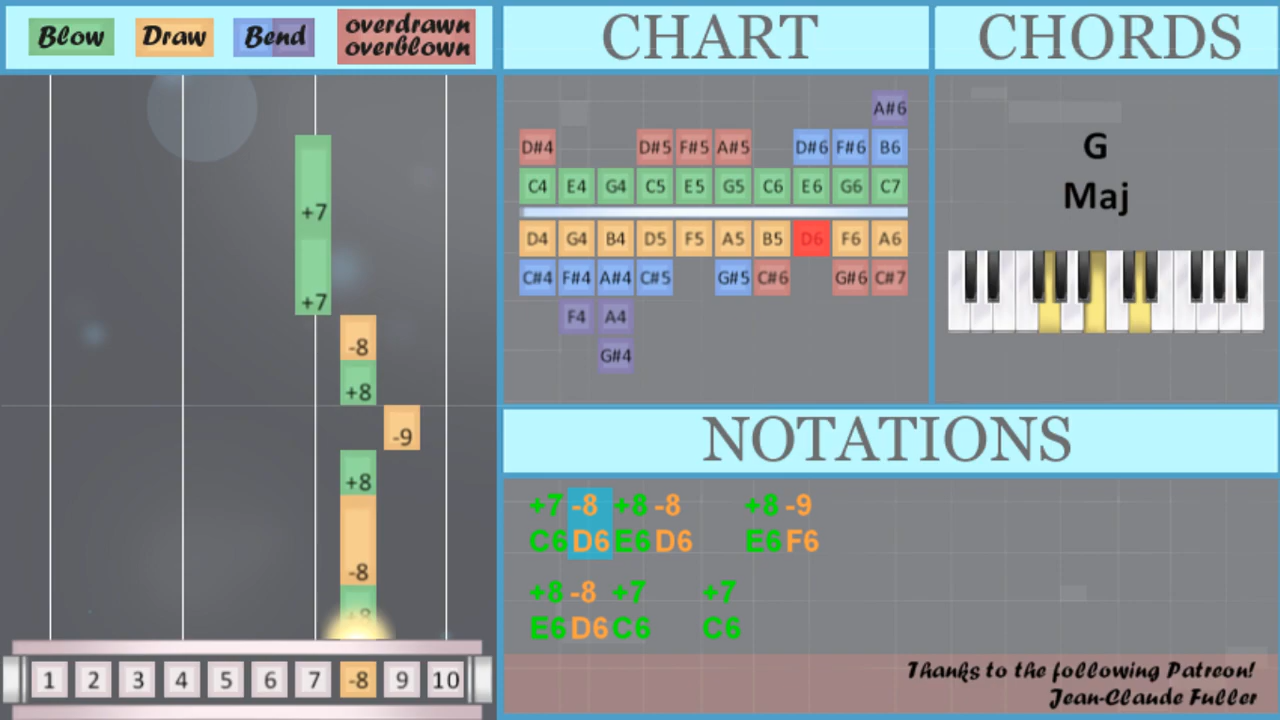 Blow Draw Bend overdrawn
overblown
CHART
CHORDS
+7
+7
-8
+8
-9
+8
-8
+8
1 2 3 4 5 6 7 -8 9 10
A#6
D#4 D#5 F#5 A#5 D#6 F#6 B6
C4 E4 G4 C5 E5 G5 C6 E6 G6 C7
D4 G4 B4 D5 F5 A5 B5 D6 F6 A6
C#4 F#4 A#4 C#5 G#5 C#6 G#6 C#7
F4 A4
G#4
G
Maj
NOTATIONS
+7 -8 +8 -8 +8 -9
C6 D6 E6 D6 E6 F6
+8 -8 +7 +7
E6 D6 C6 C6
Thanks to the following Patreon!
Jean-Claude Fuller